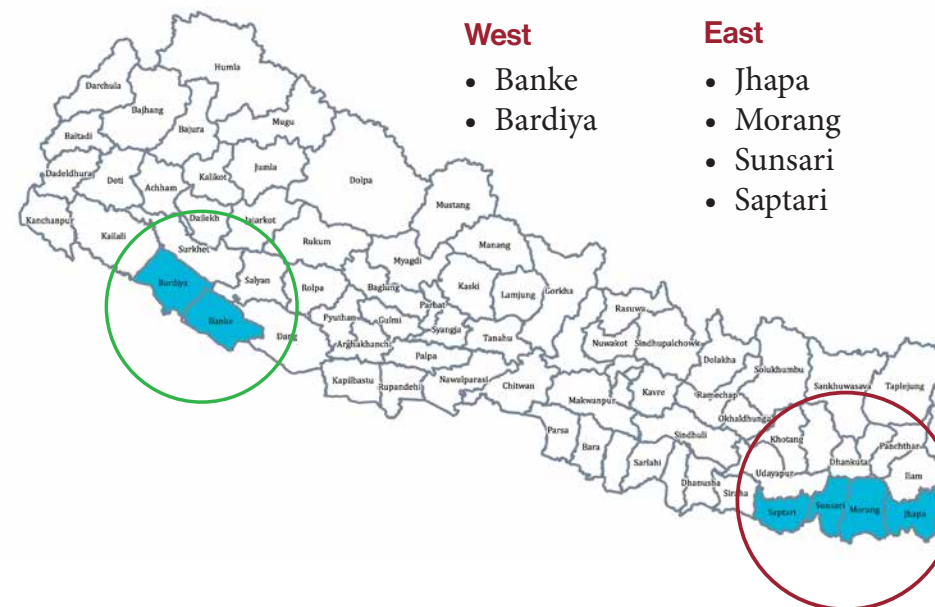 West
• Banke
• Bardiya
East
• Jhapa
• Morang
• Sunsari
• Saptari
Humla
Darchula
Bajhang
Mugu
Bajura
Baitadi
Jumla
Dadeldhura
Doti
Achham
Kalikot
Dolpa
Mustang
Kanchanpur
Dailekh
Jajarkot
Kailali
Rukum
Manang
Surkhet
Myagdi
Salyan
Rolpa
Baglung
Kaski
Lamjung
Gorkha
Bardiya
Parbat
Rasuwa
Banke
Pyuthan
Gulmi
Syangja
Tanahu
Dang
Arghakhanchi
Nuwakot
Sindhupalchowk
Palpa
Dolakha
Solukhumbu
Kapilbastu
Rupandehi
Nawalparasi
Chitwan
Kavre
Ramechap
Sankhuwasava
Taplejung
Makwanpur
Okhaldhunga
Parsa
Sindhuli
Khotang
Panchthar
Bara
Dhankuta
Sarlahi
Udayapur
Ilam
Dhanusha
Siraha
Saptari
Sunsari
Morang
Jhapa